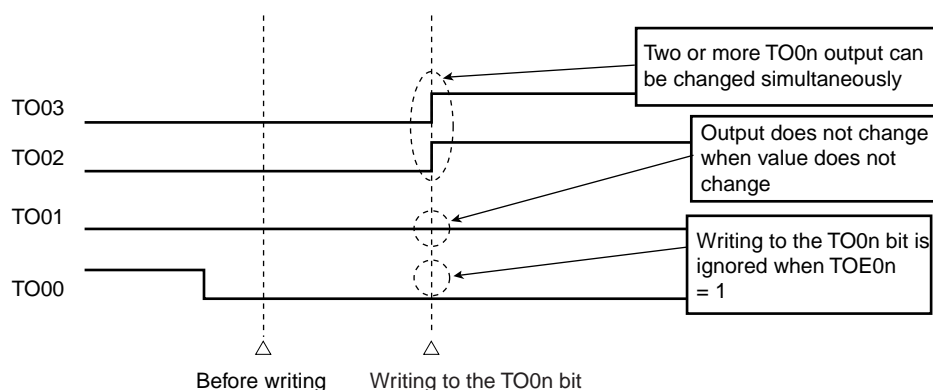 Two or more TO0n output can
be changed simultaneously
TO03
Output does not change
when value does not
change
TO02
TO01
Writing to the TO0n bit is
ignored when TOE0n
= 1
TO00
Before writing
Writing to the TO0n bit